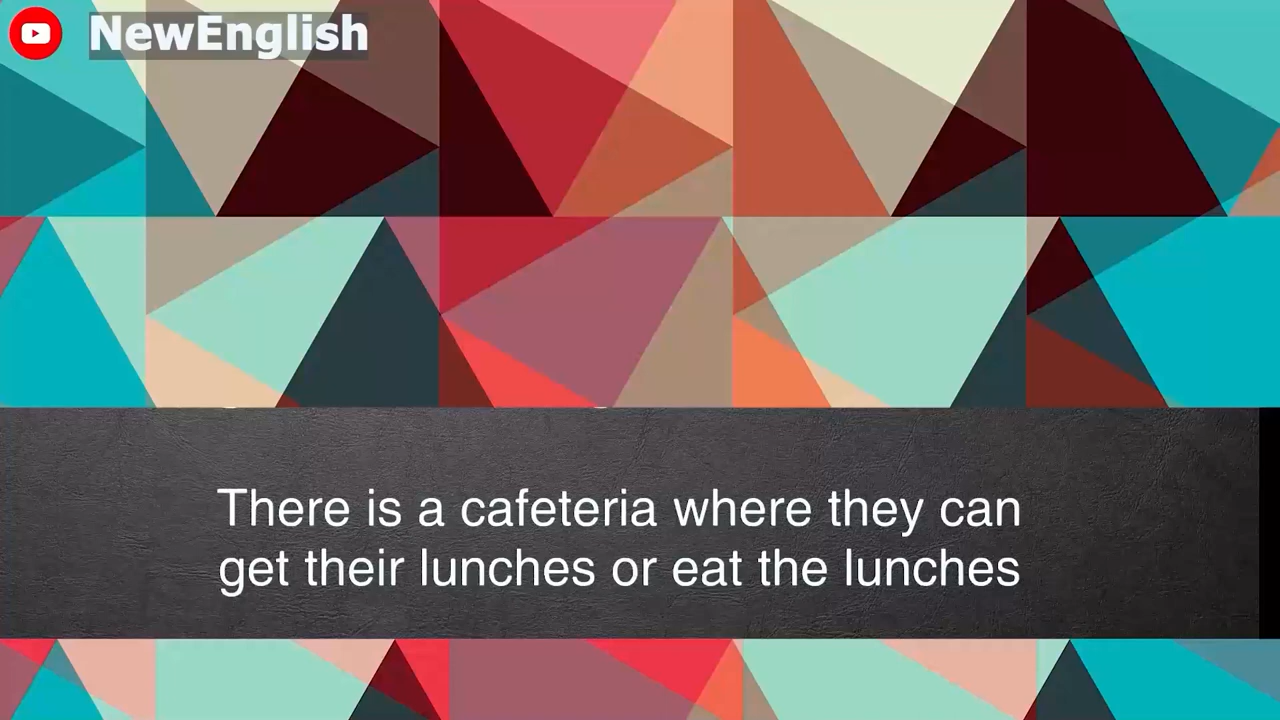 NewEnglish
There is a cafeteria where they can
get their lunches or eat the lunches